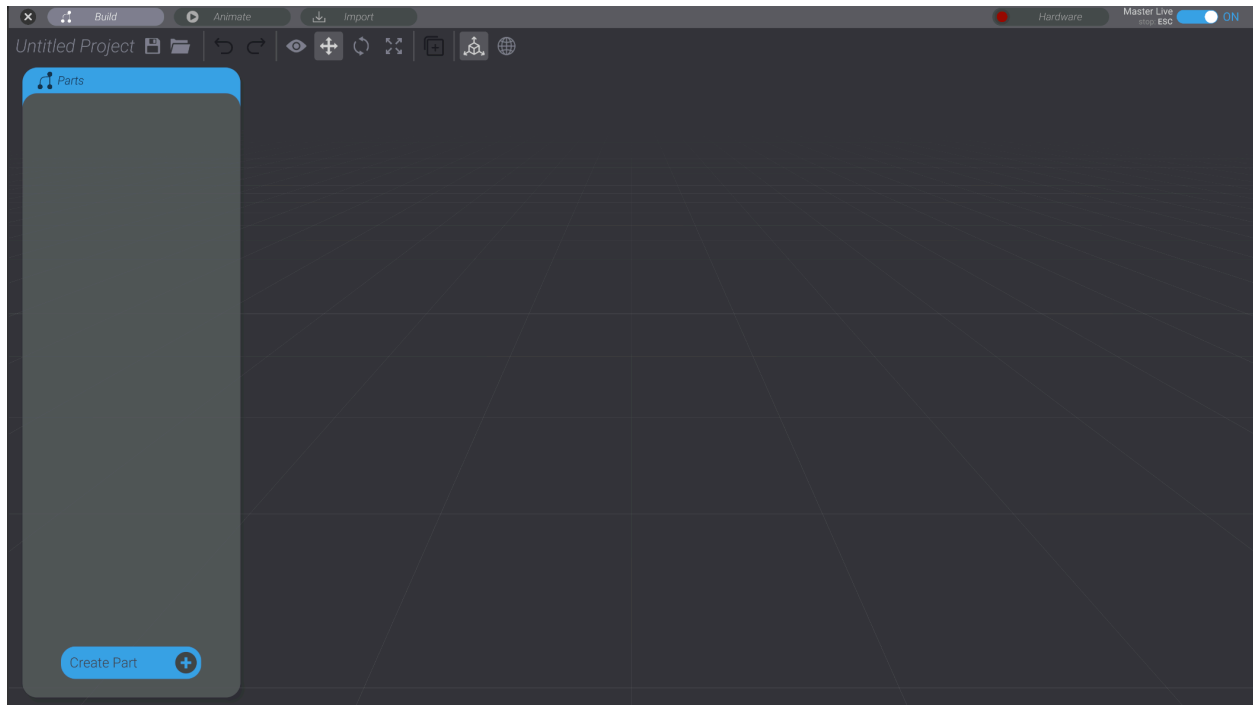 Build
Animate
Import
Hardware
Master Live
stop: ESC
ON
Untitled Project
Parts
Create Part